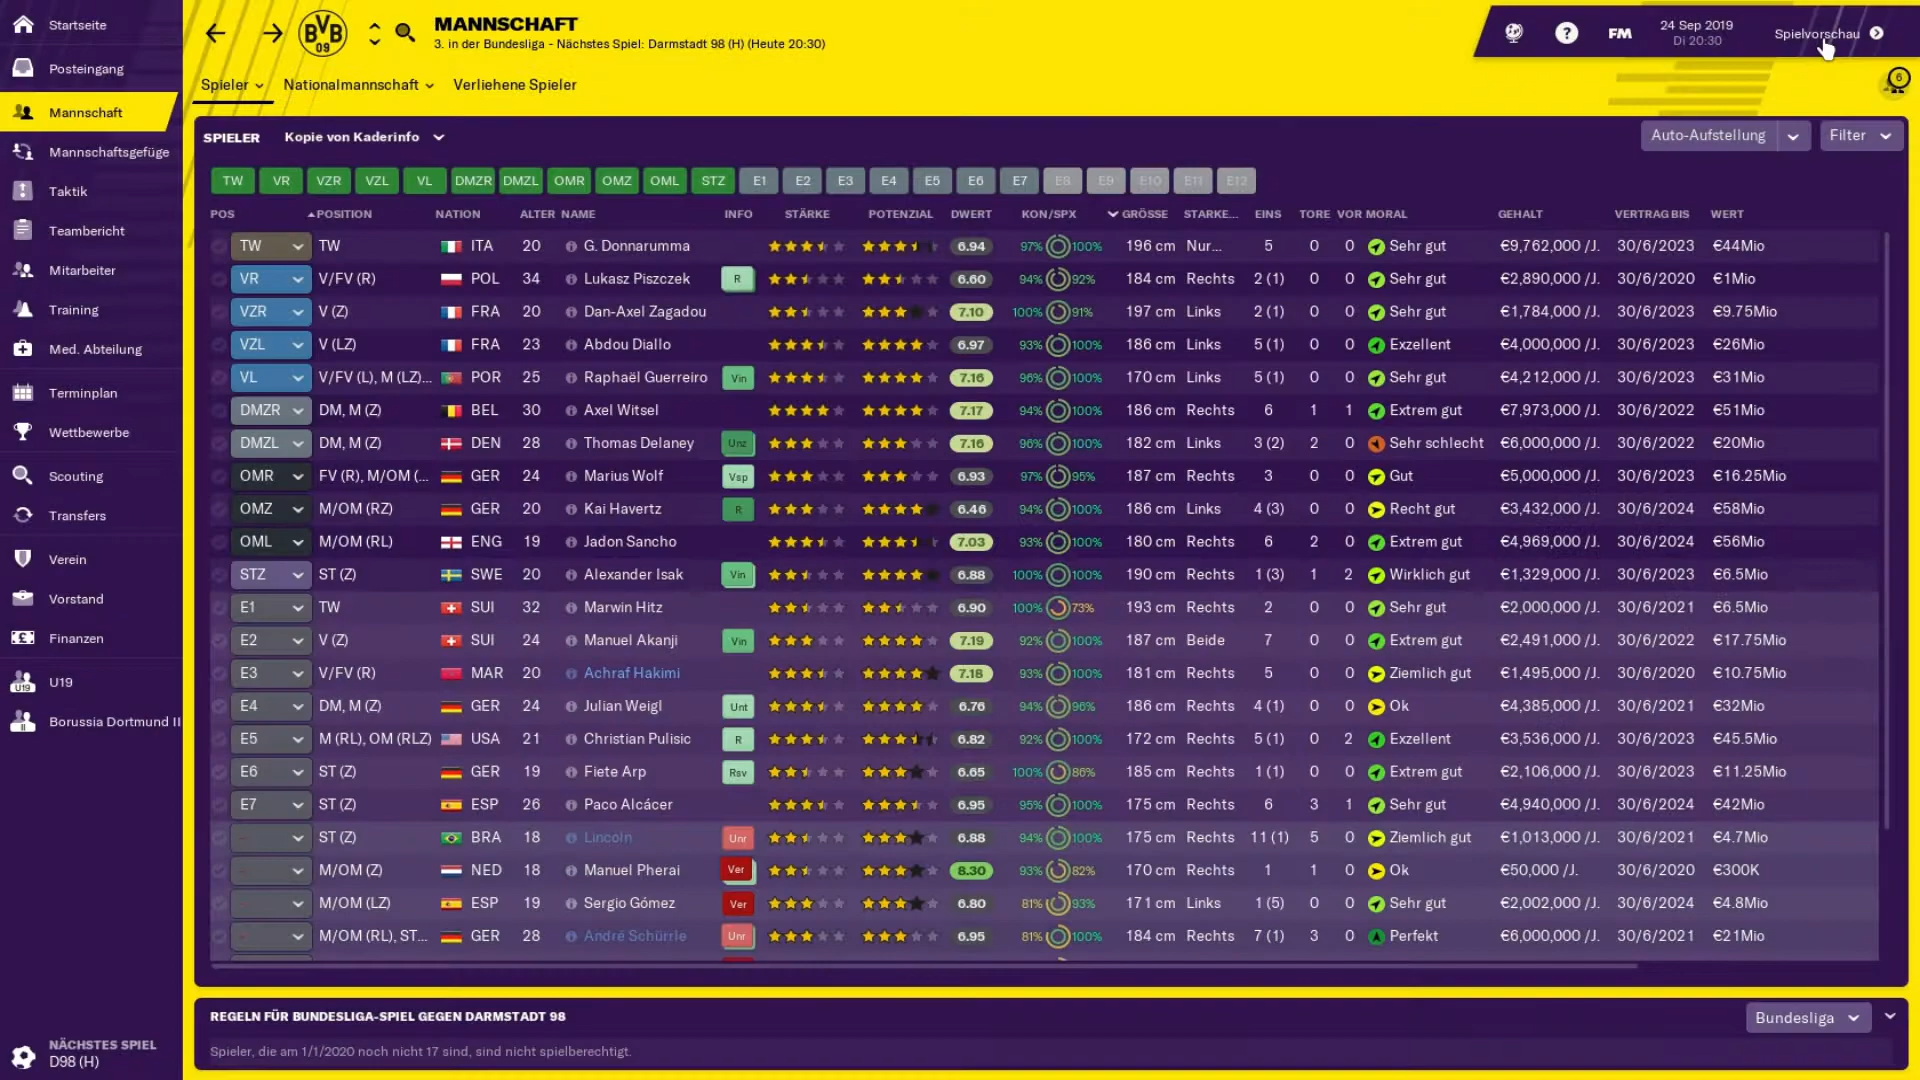 Startseite
Posteingang
Mannschaft
Mannschaftsgefüge
Taktik
Teambericht
Mitarbeiter
Training
Med. Abteilung
Terminplan
Wettbewerbe
Scouting
Transfers
Verein
Vorstand
Finanzen
U19
U19
Borussia Dortmund II
NÄCHSTES SPIEL
D98 (H)
BVB
09
MANNSCHAFT
3. in der Bundesliga - Nächstes Spiel: Darmstadt 98 (H) (Heute 20:30)
? FM
24 Sep 2019
Di 20:30
Spielvorschau
6
Spieler Nationalmannschaft Verliehene Spieler
SPIELER Kopie von Kaderinfo Auto-Aufstellung Filter
TW VR VZR VZL VL DMZR DMZL OMR OMZ OML STZ E1 E2 E3 E4 E5 E6 E7 E8 E9 E10 E11 E12
POS POSITION NATION ALTER NAME INFO STÄRKE POTENZIAL DWERT KON/SPX GRÖSSE STARKE... EINS TORE VOR MORAL GEHALT VERTRAG BIS WERT
TW TW ITA 20 G. Donnarumma 6.94 97% 100% 196 cm Nur... 5 0 0 Sehr gut €9,762,000 /J. 30/6/2023 €44Mio
VR V/FV (R) POL 34 Lukasz Piszczek R 6.60 94% 92% 184 cm Rechts 2 (1) 0 0 Sehr gut €2,890,000 /J. 30/6/2020 €1Mio
VZR V (Z) FRA 20 Dan-Axel Zagadou 7.10 100% 91% 197 cm Links 2 (1) 0 0 Sehr gut €1,784,000 /J. 30/6/2023 €9.75Mio
VZL V (LZ) FRA 23 Abdou Diallo 6.97 93% 100% 186 cm Links 5 (1) 0 0 Exzellent €4,000,000 /J. 30/6/2023 €26Mio
VL V/FV (L), M (LZ)... POR 25 Raphaël Guerreiro Vin 7.16 96% 100% 170 cm Links 5 (1) 0 0 Sehr gut €4,212,000 /J. 30/6/2023 €31Mio
DMZR DM, M (Z) BEL 30 Axel Witsel 7.17 94% 100% 186 cm Rechts 6 1 1 Extrem gut €7,973,000 /J. 30/6/2022 €51Mio
DMZL DM, M (Z) DEN 28 Thomas Delaney Unz 7.16 96% 100% 182 cm Links 3 (2) 2 0 Sehr schlecht €6,000,000 /J. 30/6/2022 €20Mio
OMR FV (R), M/OM (... GER 24 Marius Wolf Vsp 6.93 97% 95% 187 cm Rechts 3 0 0 Gut €5,000,000 /J. 30/6/2023 €16.25Mio
OMZ M/OM (RZ) GER 20 Kai Havertz R 6.46 94% 100% 186 cm Links 4 (3) 0 0 Recht gut €3,432,000 /J. 30/6/2024 €58Mio
OML M/OM (RL) ENG 19 Jadon Sancho 7.03 93% 100% 180 cm Rechts 6 2 0 Extrem gut €4,969,000 /J. 30/6/2024 €56Mio
STZ ST (Z) SWE 20 Alexander Isak Vin 6.88 100% 100% 190 cm Rechts 1 (3) 1 2 Wirklich gut €1,329,000 /J. 30/6/2023 €6.5Mio
E1 TW SUI 32 Marwin Hitz 6.90 100% 73% 193 cm Rechts 2 0 0 Sehr gut €2,000,000 /J. 30/6/2021 €6.5Mio
E2 V (Z) SUI 24 Manuel Akanji Vin 7.19 92% 100% 187 cm Beide 7 0 0 Extrem gut €2,491,000 /J. 30/6/2022 €17.75Mio
E3 V/FV (R) MAR 20 Achraf Hakimi 7.18 93% 100% 181 cm Rechts 5 0 0 Ziemlich gut €1,495,000 /J. 30/6/2020 €10.75Mio
E4 DM, M (Z) GER 24 Julian Weigl Unt 6.76 94% 96% 186 cm Rechts 4 (1) 0 0 Ok €4,385,000 /J. 30/6/2021 €32Mio
E5 M (RL), OM (RLZ) USA 21 Christian Pulisic R 6.82 92% 100% 172 cm Rechts 5 (1) 0 2 Exzellent €3,536,000 /J. 30/6/2023 €45.5Mio
E6 ST (Z) GER 19 Fiete Arp Rsv 6.65 100% 86% 185 cm Rechts 1 (1) 0 0 Extrem gut €2,106,000 /J. 30/6/2023 €11.25Mio
E7 ST (Z) ESP 26 Paco Alcácer 6.95 95% 100% 175 cm Rechts 6 3 1 Sehr gut €4,940,000 /J. 30/6/2024 €42Mio
- ST (Z) BRA 18 Lincoln Unr 6.88 94% 100% 175 cm Rechts 11 (1) 5 0 Ziemlich gut €1,013,000 /J. 30/6/2021 €4.7Mio
- M/OM (Z) NED 18 Manuel Pherai Ver 8.30 93% 82% 170 cm Rechts 1 1 0 Ok €50,000 /J. 30/6/2020 €300K
- M/OM (LZ) ESP 19 Sergio Gómez Ver 6.80 81% 93% 171 cm Links 1 (5) 0 0 Sehr gut €2,002,000 /J. 30/6/2024 €4.8Mio
- M/OM (RL), ST... GER 28 André Schürrle Unr 6.95 81% 100% 184 cm Rechts 7 (1) 3 0 Perfekt €6,000,000 /J. 30/6/2021 €21Mio
REGELN FÜR BUNDESLIGA-SPIEL GEGEN DARMSTADT 98 Bundesliga
Spieler, die am 1/1/2020 noch nicht 17 sind, sind nicht spielberechtigt.